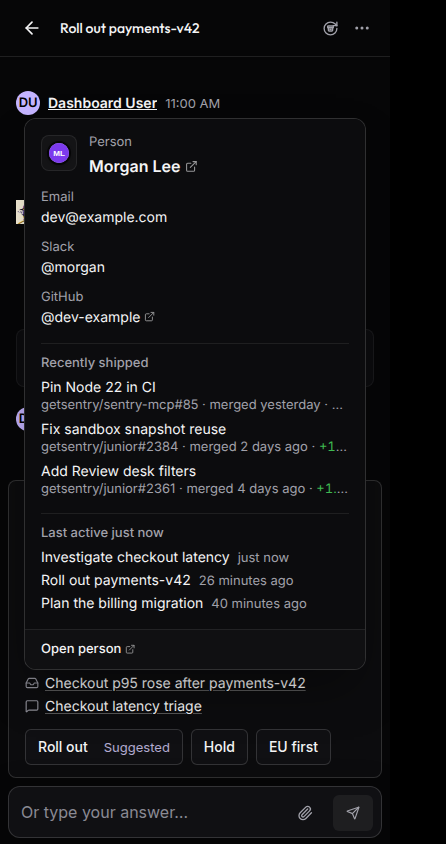 Roll out payments-v42
DU Dashboard User 11:00 AM
ML
Person
Morgan Lee
Email
dev@example.com
Slack
@morgan
GitHub
@dev-example
Recently shipped
Pin Node 22 in CI
getsentry/sentry-mcp#85 · merged yesterday · ...
Fix sandbox snapshot reuse
getsentry/junior#2384 · merged 2 days ago · +1...
Add Review desk filters
getsentry/junior#2361 · merged 4 days ago · +1....
Last active just now
Investigate checkout latency just now
Roll out payments-v42 26 minutes ago
Plan the billing migration 40 minutes ago
Open person
Checkout p95 rose after payments-v42
Checkout latency triage
Roll out Suggested Hold EU first
Or type your answer...